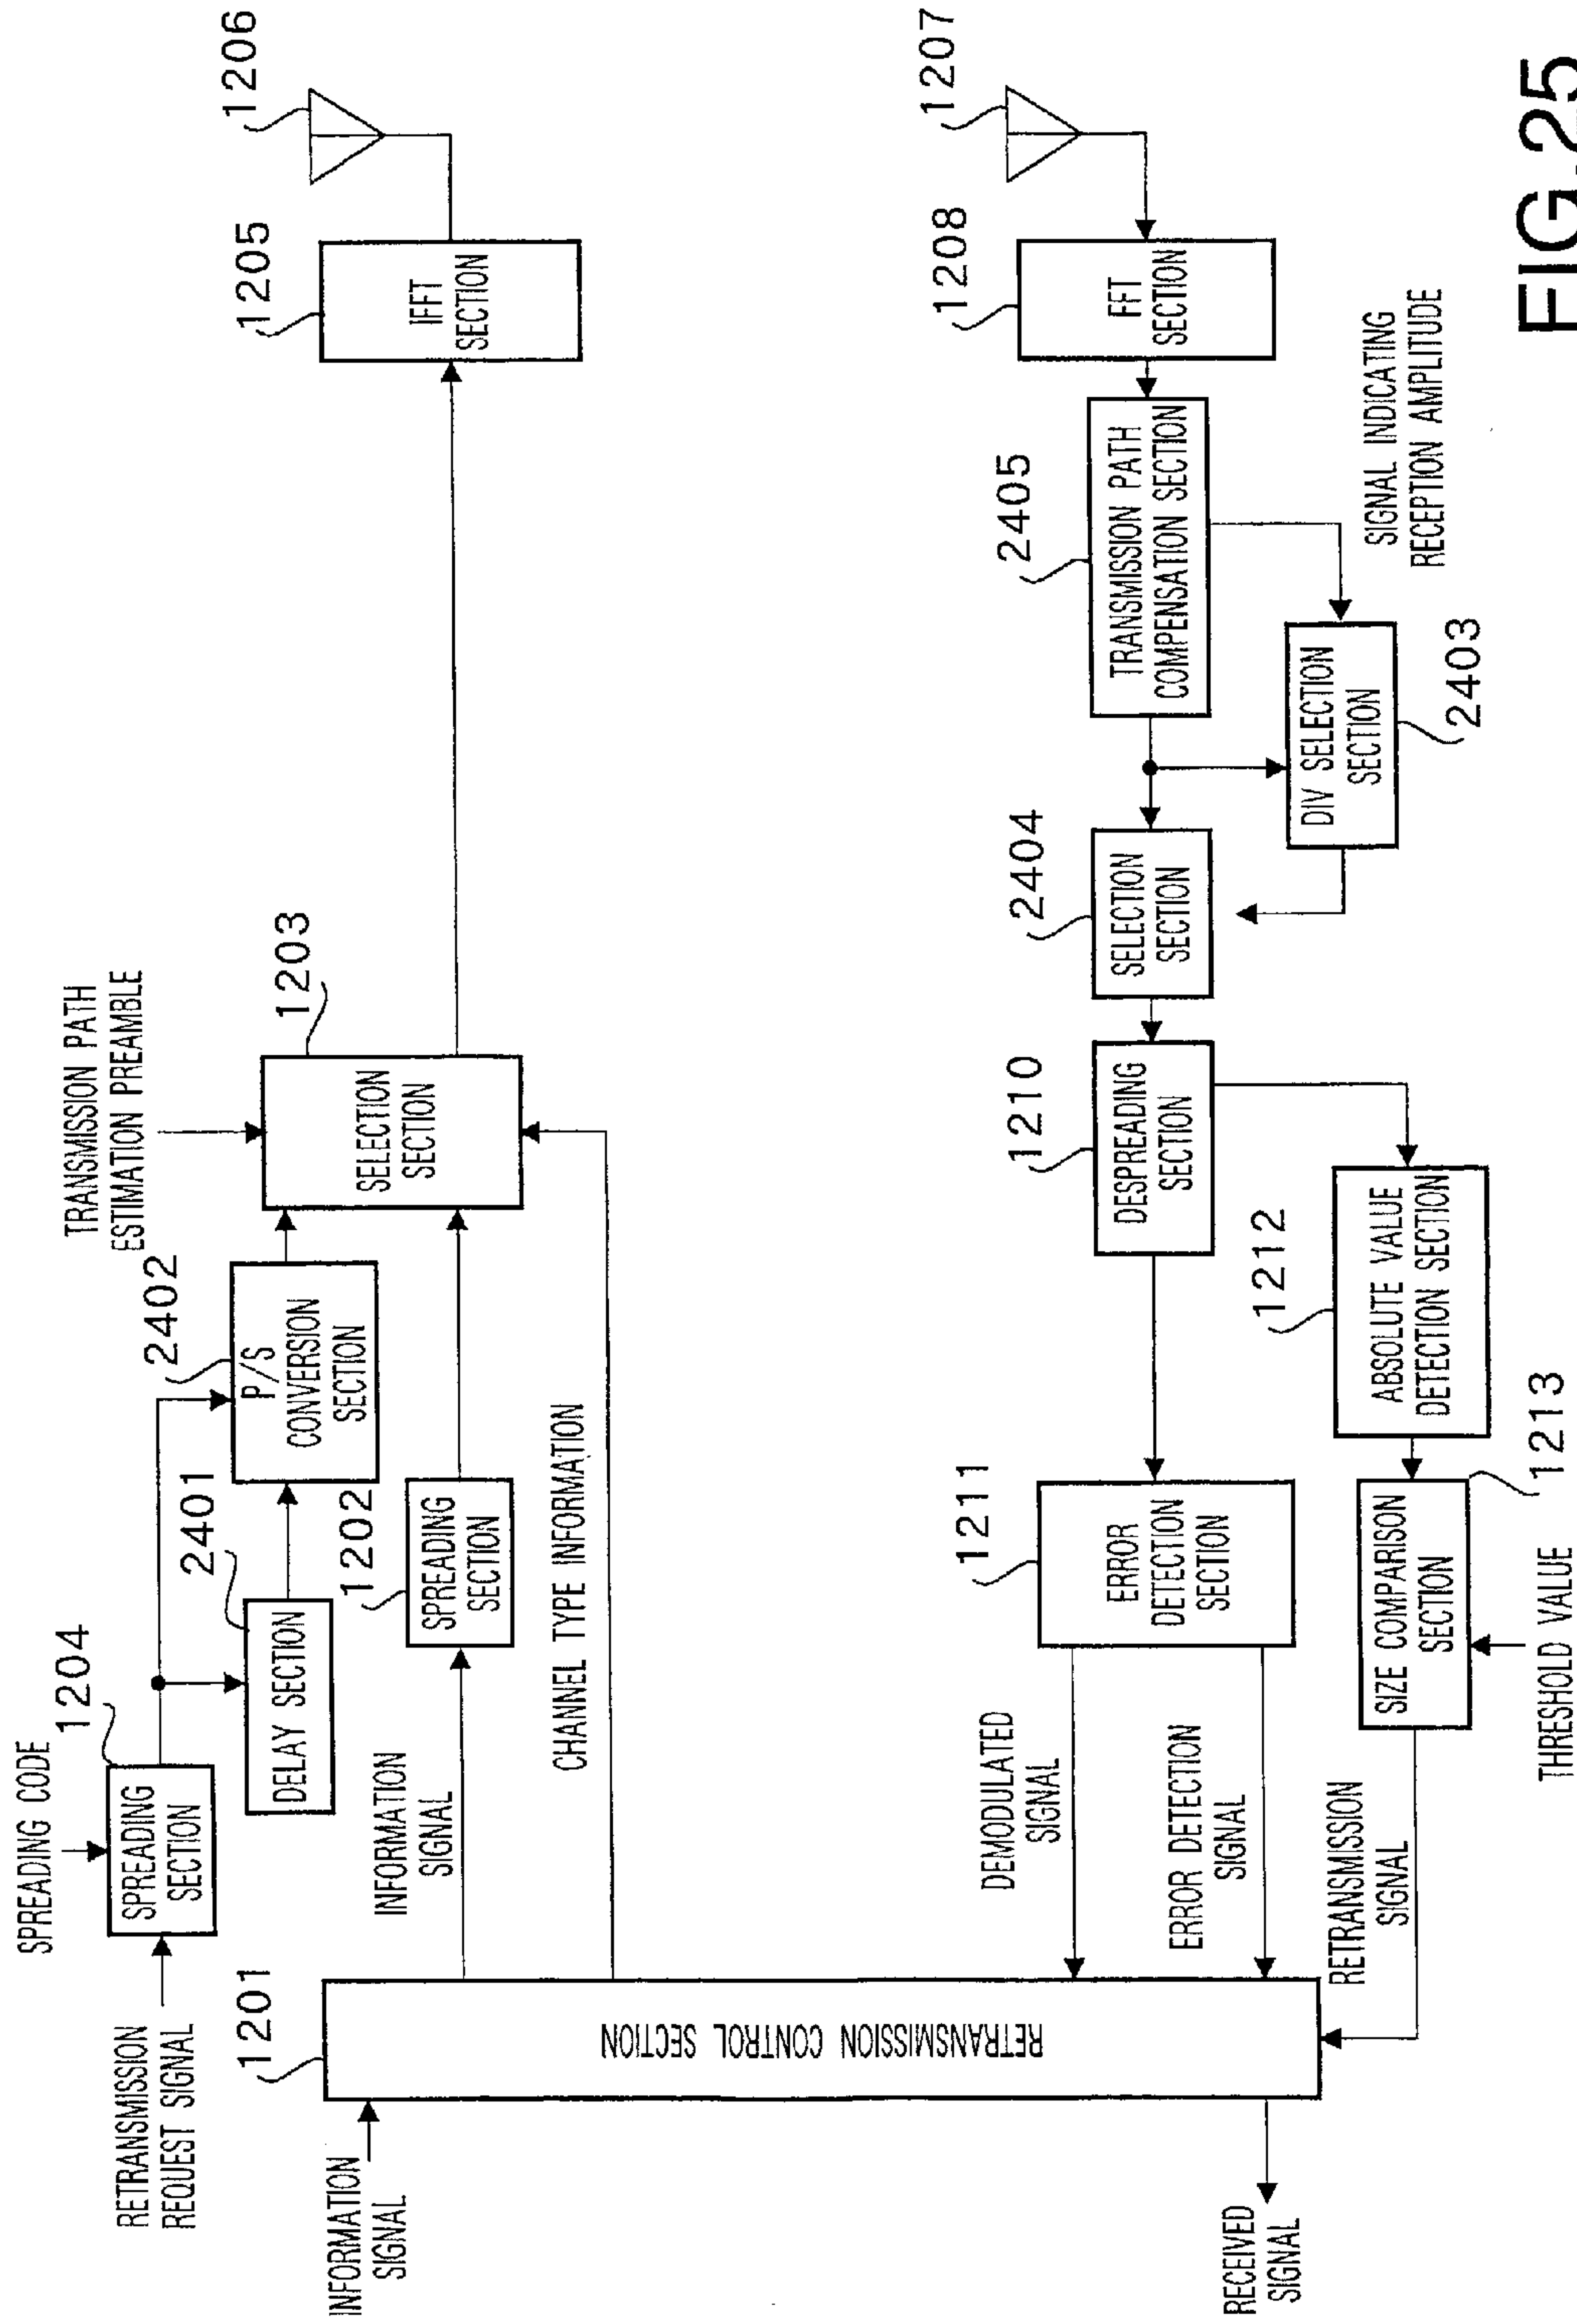 SPREADING CODE
1204
RETRANSMISSION
REQUEST SIGNAL
SPREADING
SECTION
DELAY SECTION
2401
2402
P/S
CONVERSION
SECTION
TRANSMISSION PATH
ESTIMATION PREAMBLE
1203
SELECTION
SECTION
1205
IFFT
SECTION
1206
1202
SPREADING
SECTION
INFORMATION
SIGNAL
CHANNEL TYPE INFORMATION
1201
RETRANSMISSION CONTROL SECTION
INFORMATION
SIGNAL
RECEIVED
SIGNAL
DEMODULATED
SIGNAL
ERROR DETECTION
SIGNAL
RETRANSMISSION
SIGNAL
1211
ERROR
DETECTION
SECTION
1210
DESPREADING
SECTION
2404
SELECTION
SECTION
2405
TRANSMISSION PATH
COMPENSATION SECTION
1208
FFT
SECTION
1207
DIV SELECTION
SECTION
2403
SIGNAL INDICATING
RECEPTION AMPLITUDE
1212
ABSOLUTE VALUE
DETECTION SECTION
SIZE COMPARISON
SECTION
1213
THRESHOLD VALUE
FIG.25